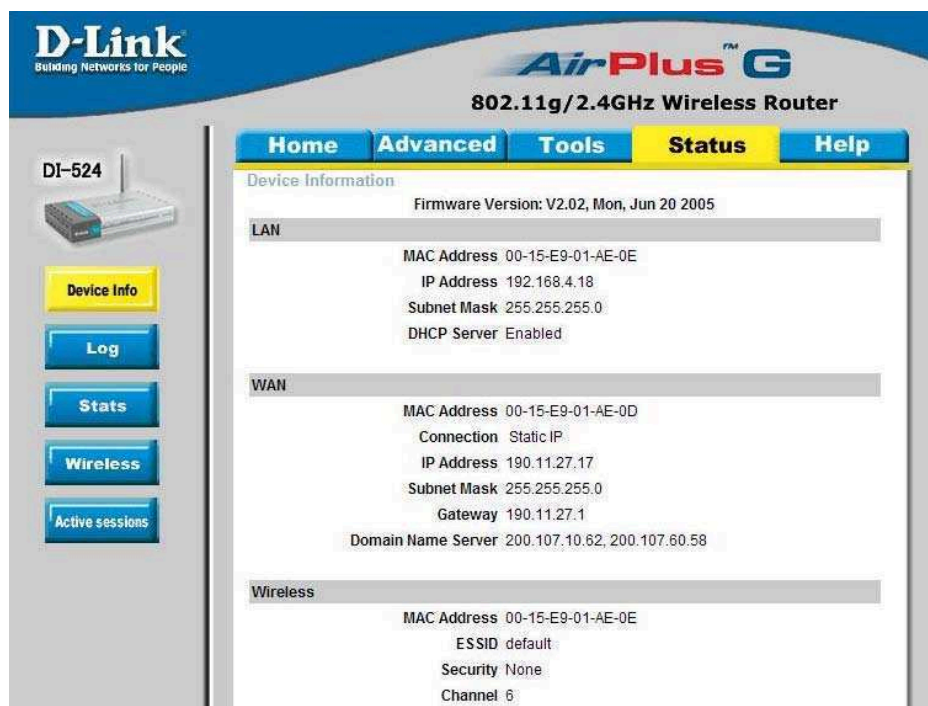 D-Link
Building Networks for People
AirPlus G™
802.11g/2.4GHz Wireless Router
DI-524
Home Advanced Tools Status Help
Device Info
Log
Stats
Wireless
Active sessions
Device Information
Firmware Version: V2.02, Mon, Jun 20 2005
LAN
MAC Address 00-15-E9-01-AE-0E
IP Address 192.168.4.18
Subnet Mask 255.255.255.0
DHCP Server Enabled
WAN
MAC Address 00-15-E9-01-AE-0D
Connection Static IP
IP Address 190.11.27.17
Subnet Mask 255.255.255.0
Gateway 190.11.27.1
Domain Name Server 200.107.10.62, 200.107.60.58
Wireless
MAC Address 00-15-E9-01-AE-0E
ESSID default
Security None
Channel 6